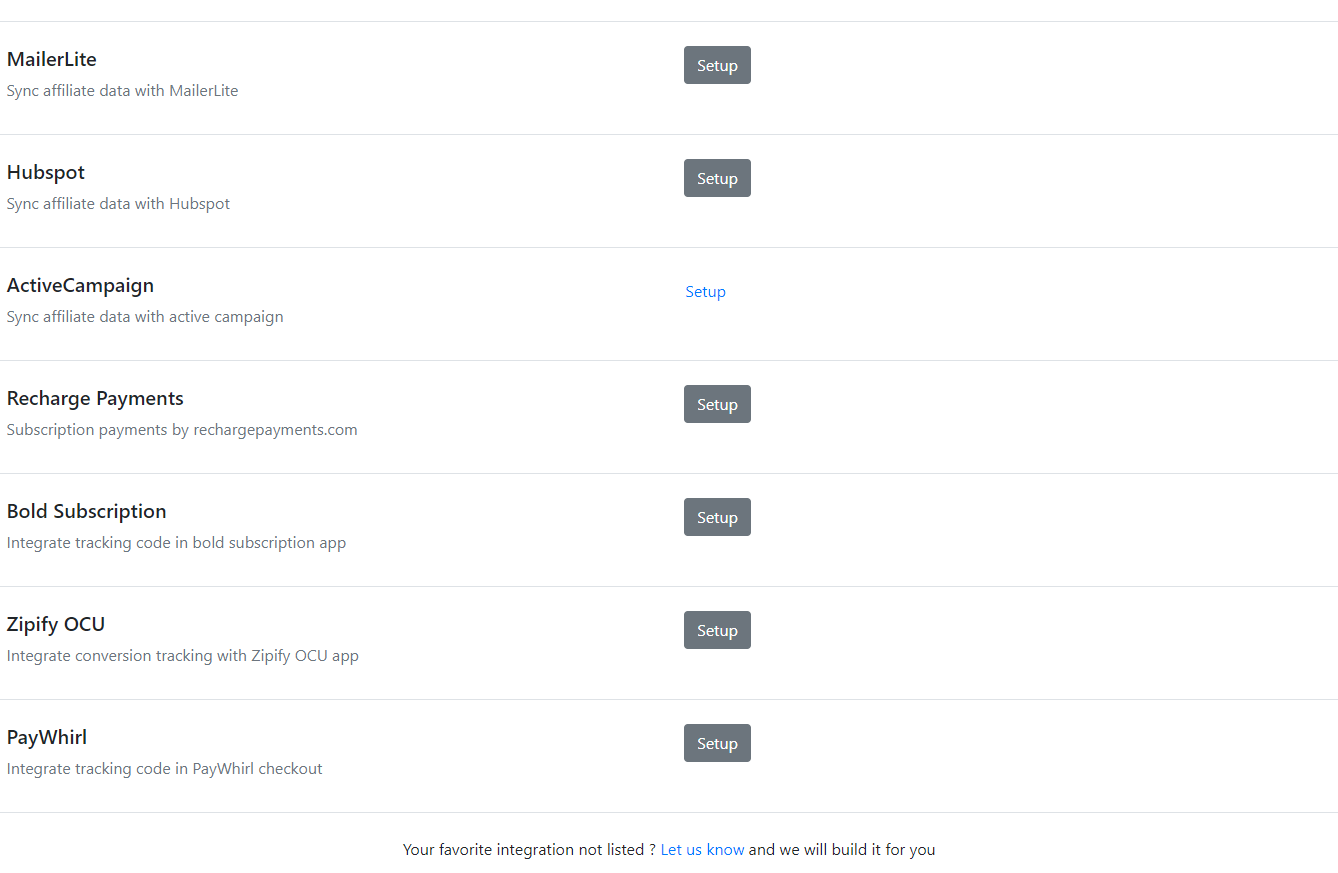 MailerLite
Setup
Sync affiliate data with MailerLite
Hubspot
Setup
Sync affiliate data with Hubspot
ActiveCampaign
Setup
Sync affiliate data with active campaign
Recharge Payments
Setup
Subscription payments by rechargepayments.com
Bold Subscription
Setup
Integrate tracking code in bold subscription app
Zipify OCU
Setup
Integrate conversion tracking with Zipify OCU app
PayWhirl
Setup
Integrate tracking code in PayWhirl checkout
Your favorite integration not listed ? Let us know and we will build it for you